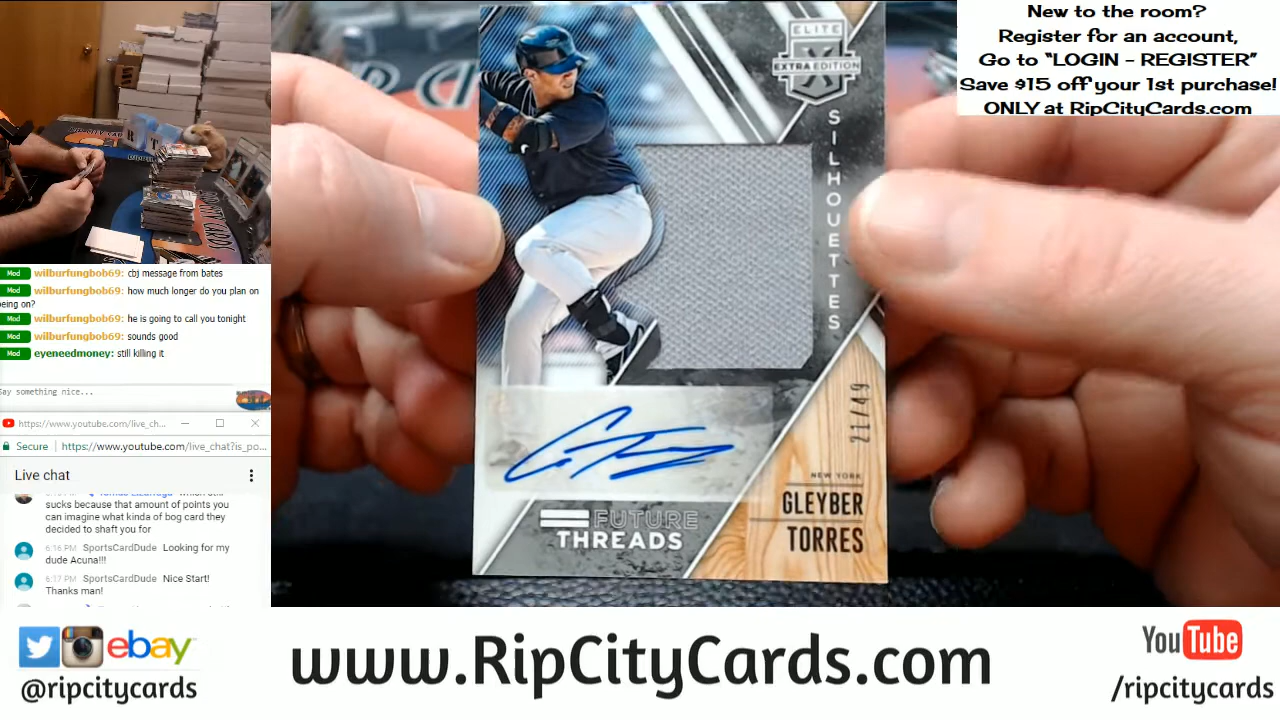 New to the room?
Register for an account,
Go to “LOGIN – REGISTER”
Save $15 off your 1st purchase!
ONLY at RipCityCards.com
ELITE
EXTRA EDITION
X
SILHOUETTES
21/49
NEW YORK
GLEYBER
TORRES
FUTURE
THREADS
Mod wilburfungbob69: cbj message from bates
Mod wilburfungbob69: how much longer do you plan on
being on?
Mod wilburfungbob69: he is going to call you tonight
Mod wilburfungbob69: sounds good
Mod eyeneedmoney: still killing it
Say something nice...
https://www.youtube.com/live_ch...
Secure https://www.youtube.com/live_chat?is_po...
Live chat
sucks because that amount of points you
can imagine what kinda of bog card they
decided to shaft you for
6:16 PM SportsCardDude Looking for my
dude Acuna!!!
6:17 PM SportsCardDude Nice Start!
Thanks man!
ebay
@ripcitycards
www.RipCityCards.com
YouTube
/ripcitycards